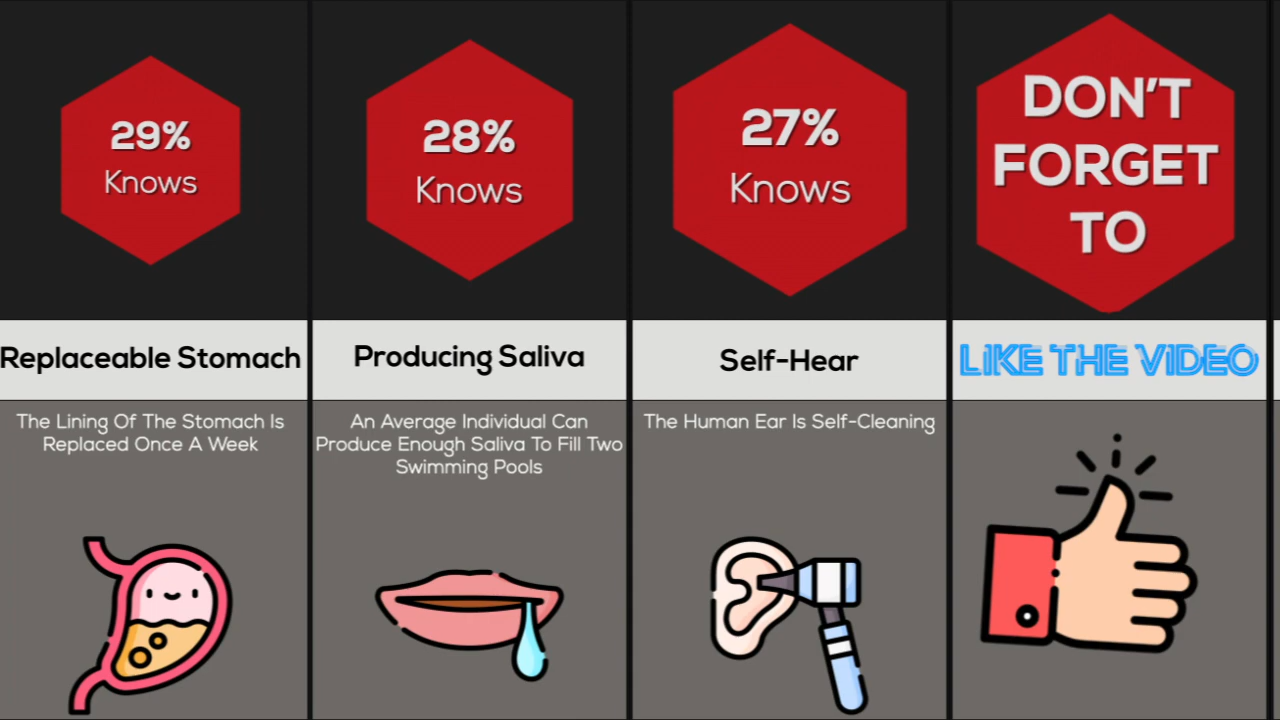 29%
Knows
Replaceable Stomach
The Lining Of The Stomach Is
Replaced Once A Week
28%
Knows
Producing Saliva
An Average Individual Can
Produce Enough Saliva To Fill Two
Swimming Pools
27%
Knows
Self-Hear
The Human Ear Is Self-Cleaning
DON'T
FORGET
TO
LIKE THE VIDEO